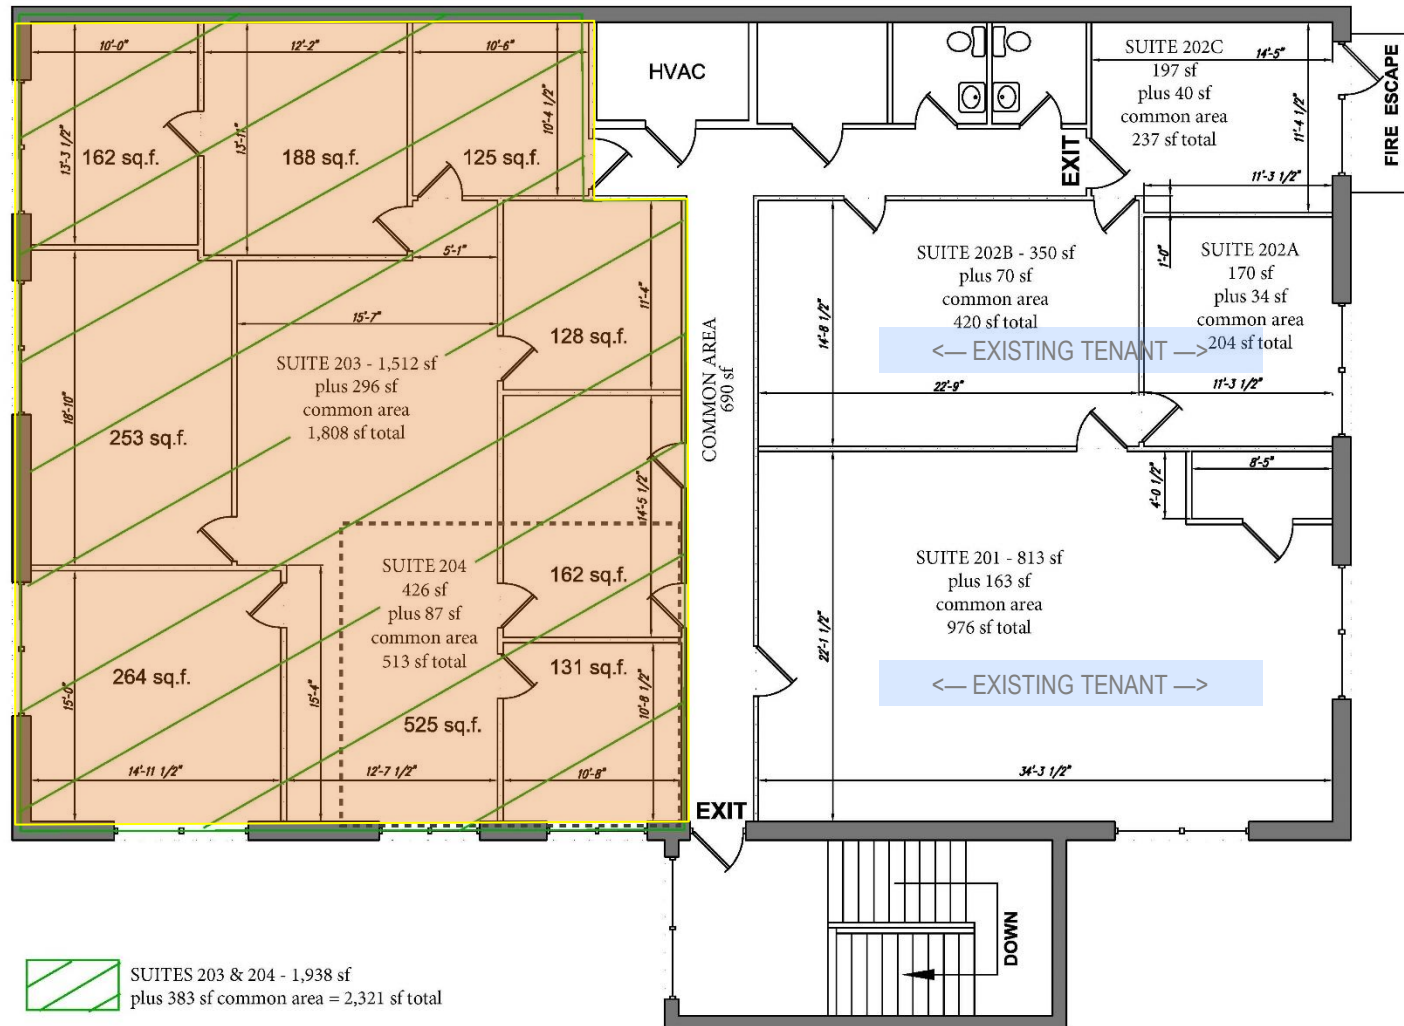 10'-0"
12'-2"
10'-6"
HVAC
SUITE 202C
14'-5"
197 sf
plus 40 sf
common area
237 sf total
FIRE ESCAPE
13'-3 1/2"
162 sq.f.
13'-11"
188 sq.f.
125 sq.f.
10'-4 1/2"
EXIT
11'-4 1/2"
11'-3 1/2"
5'-1"
1'-0"
SUITE 202B - 350 sf
plus 70 sf
common area
420 sf total
SUITE 202A
170 sf
plus 34 sf
common area
204 sf total
<— EXISTING TENANT —>
11'-4"
128 sq.f.
15'-7"
14'-8 1/2"
22'-9"
11'-3 1/2"
SUITE 203 - 1,512 sf
plus 296 sf
common area
1,808 sf total
COMMON AREA
690 sf
18'-10"
253 sq.f.
14'-5 1/2"
8'-5"
4'-0 1/2"
SUITE 204
426 sf
plus 87 sf
common area
513 sf total
162 sq.f.
SUITE 201 - 813 sf
plus 163 sf
common area
976 sf total
22'-1 1/2"
<— EXISTING TENANT —>
264 sq.f.
15'-0"
15'-4"
131 sq.f.
10'-8 1/2"
525 sq.f.
14'-11 1/2"
12'-7 1/2"
10'-8"
34'-3 1/2"
EXIT
DOWN
SUITES 203 & 204 - 1,938 sf
plus 383 sf common area = 2,321 sf total